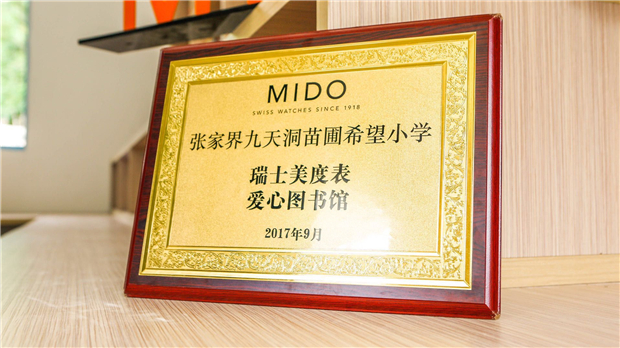 MIDO
SWISS WATCHES SINCE 1918
张家界九天洞苗圃希望小学
瑞士美度表
爱心图书馆
2017年9月